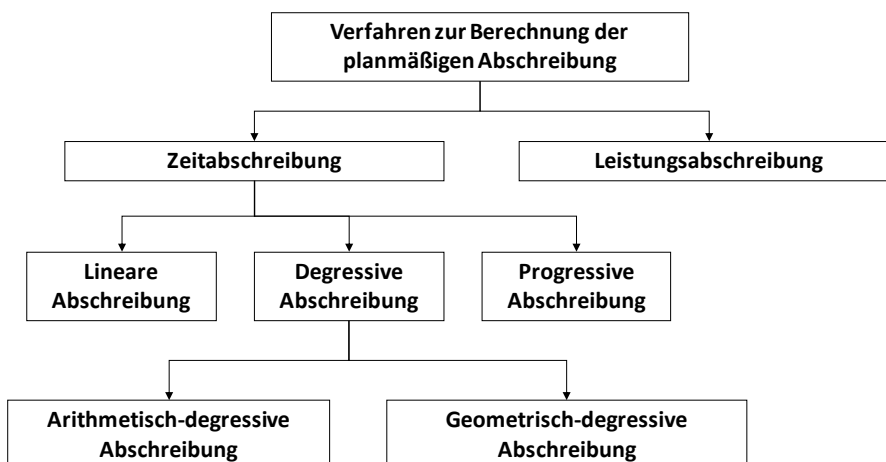 Verfahren zur Berechnung der
planmäßigen Abschreibung
Zeitabschreibung
Leistungsabschreibung
Lineare
Abschreibung
Degressive
Abschreibung
Progressive
Abschreibung
Arithmetisch-degressive
Abschreibung
Geometrisch-degressive
Abschreibung